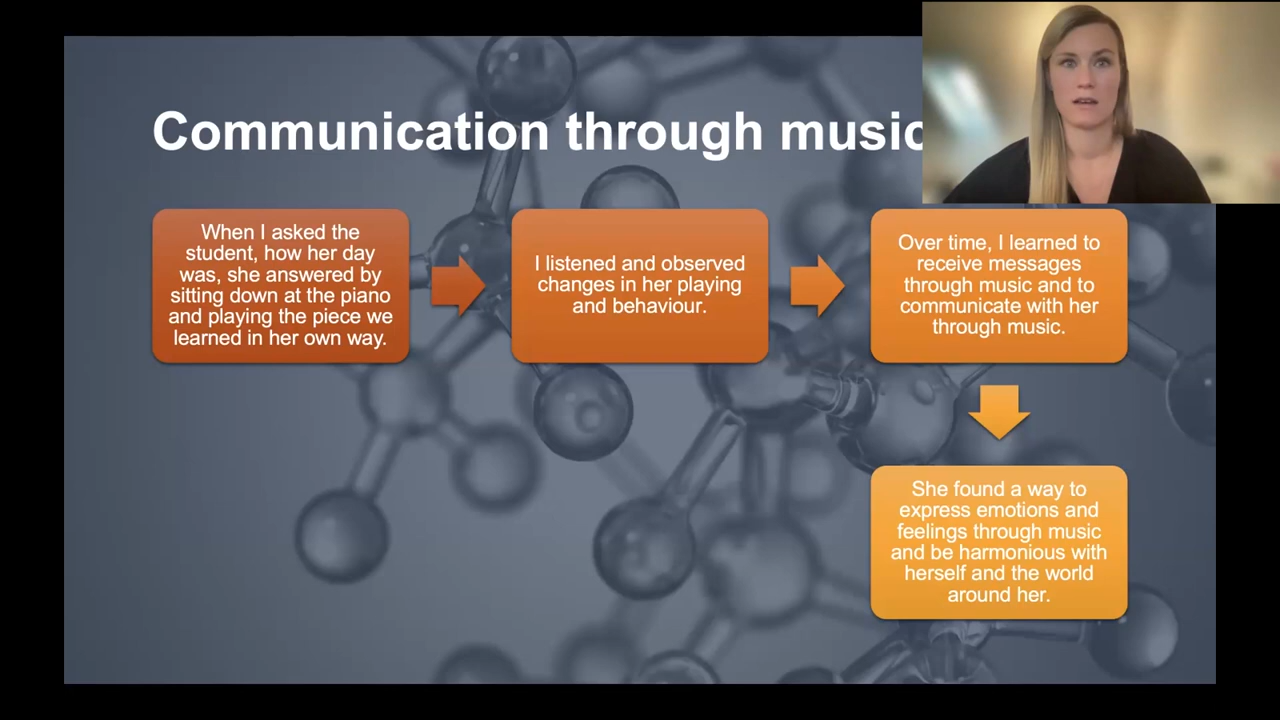 Communication through music
When I asked the
student, how her day
was, she answered by
sitting down at the piano
and playing the piece we
learned in her own way.
I listened and observed
changes in her playing
and behaviour.
Over time, I learned to
receive messages
through music and to
communicate with her
through music.
She found a way to
express emotions and
feelings through music
and be harmonious with
herself and the world
around her.